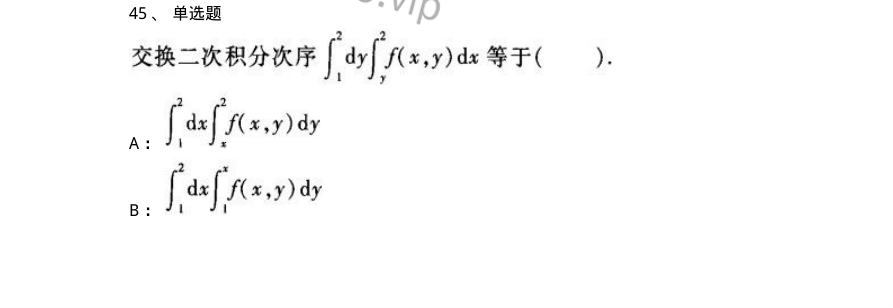 .vip
45 、 单选题
交换二次积分次序 ∫₁² dy ∫ᵧ² f(x,y)dx 等于(    ).
A： ∫₁² dx ∫ₓ² f(x,y)dy
B： ∫₁² dx ∫₁ˣ f(x,y)dy